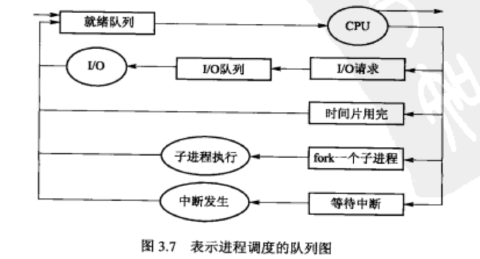 就绪队列
CPU
I/O
I/O队列
I/O请求
时间片用完
子进程执行
fork一个子进程
中断发生
等待中断
图 3.7 表示进程调度的队列图